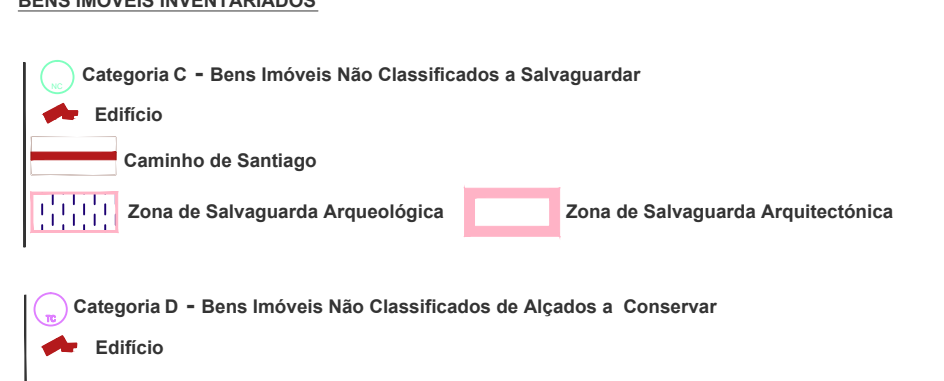 BENS IMÓVEIS INVENTARIADOS
NC
Categoria C - Bens Imóveis Não Classificados a Salvaguardar
Edifício
Caminho de Santiago
Zona de Salvaguarda Arqueológica
Zona de Salvaguarda Arquitectónica
TC
Categoria D - Bens Imóveis Não Classificados de Alçados a Conservar
Edifício